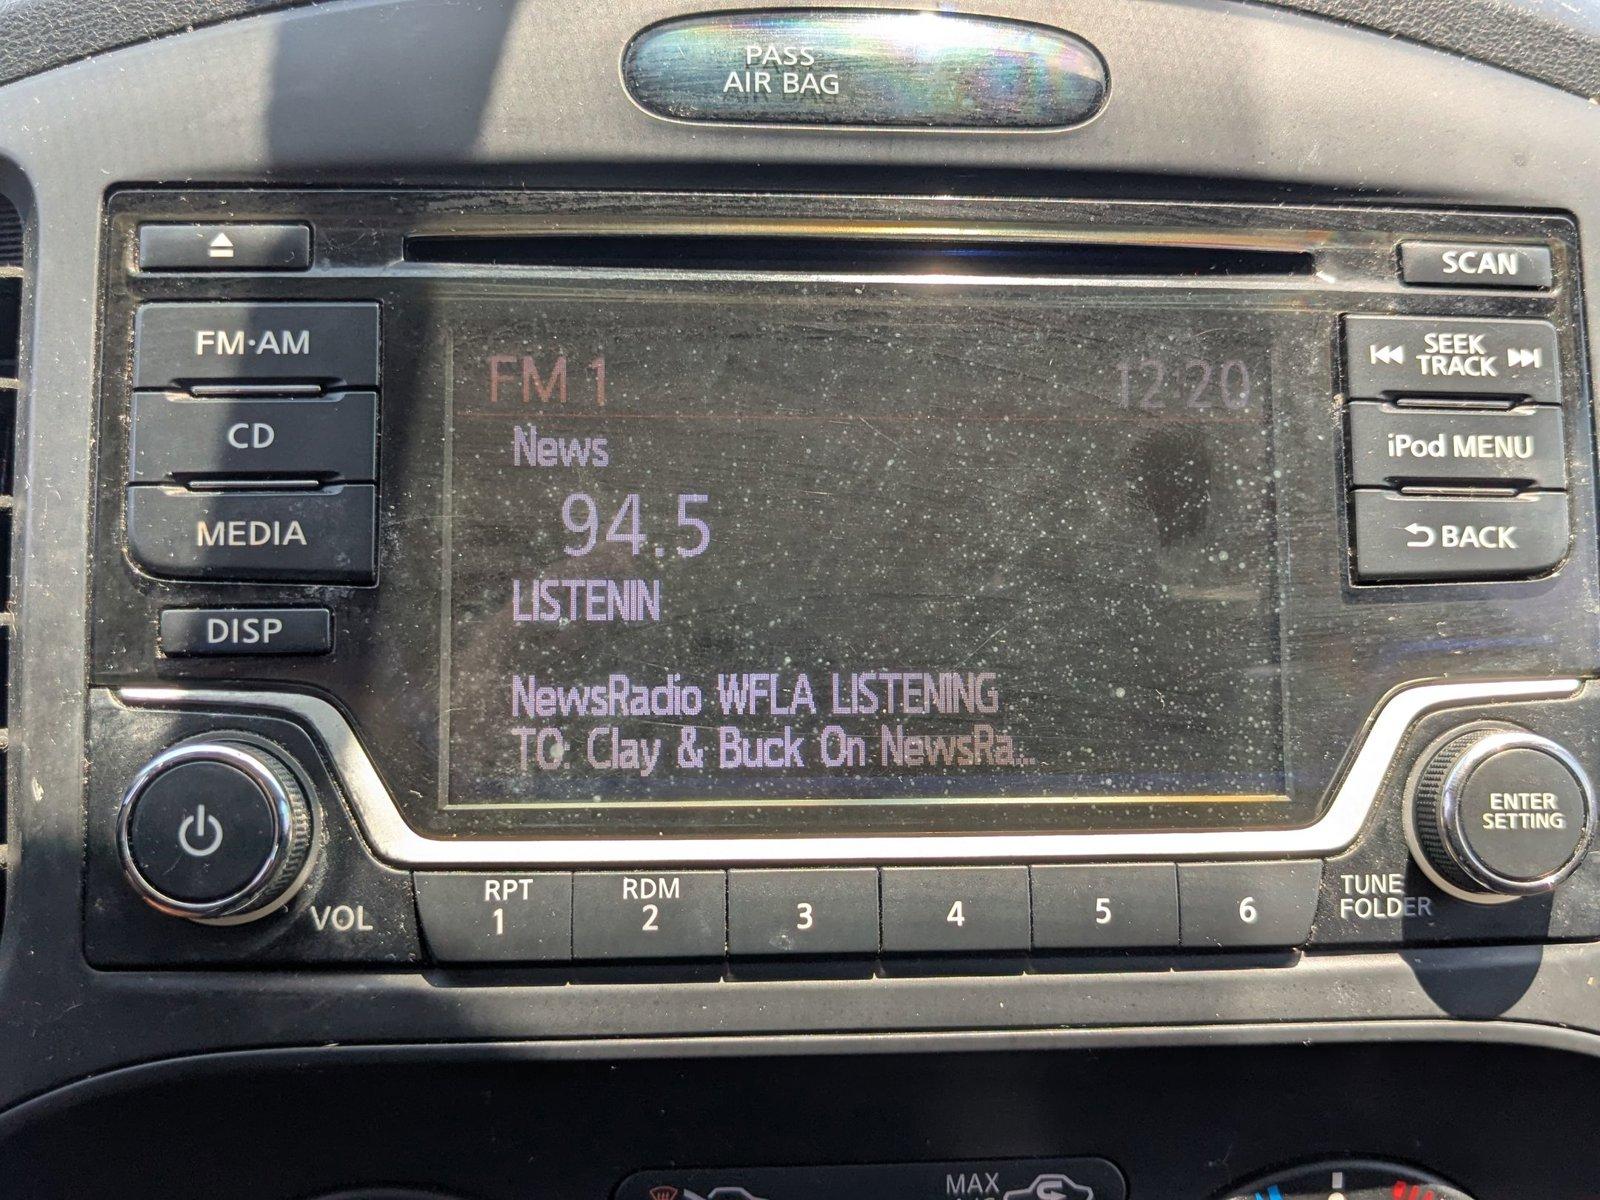 PASS
AIR BAG
SCAN
FM·AM
SEEK
TRACK
FM 1
12:20
News
CD
iPod MENU
94.5
MEDIA
BACK
LISTENIN
DISP
NewsRadio WFLA LISTENING
TO: Clay & Buck On NewsRa...
ENTER
SETTING
VOL
RPT
1
RDM
2
3
4
5
6
TUNE
FOLDER
MAX